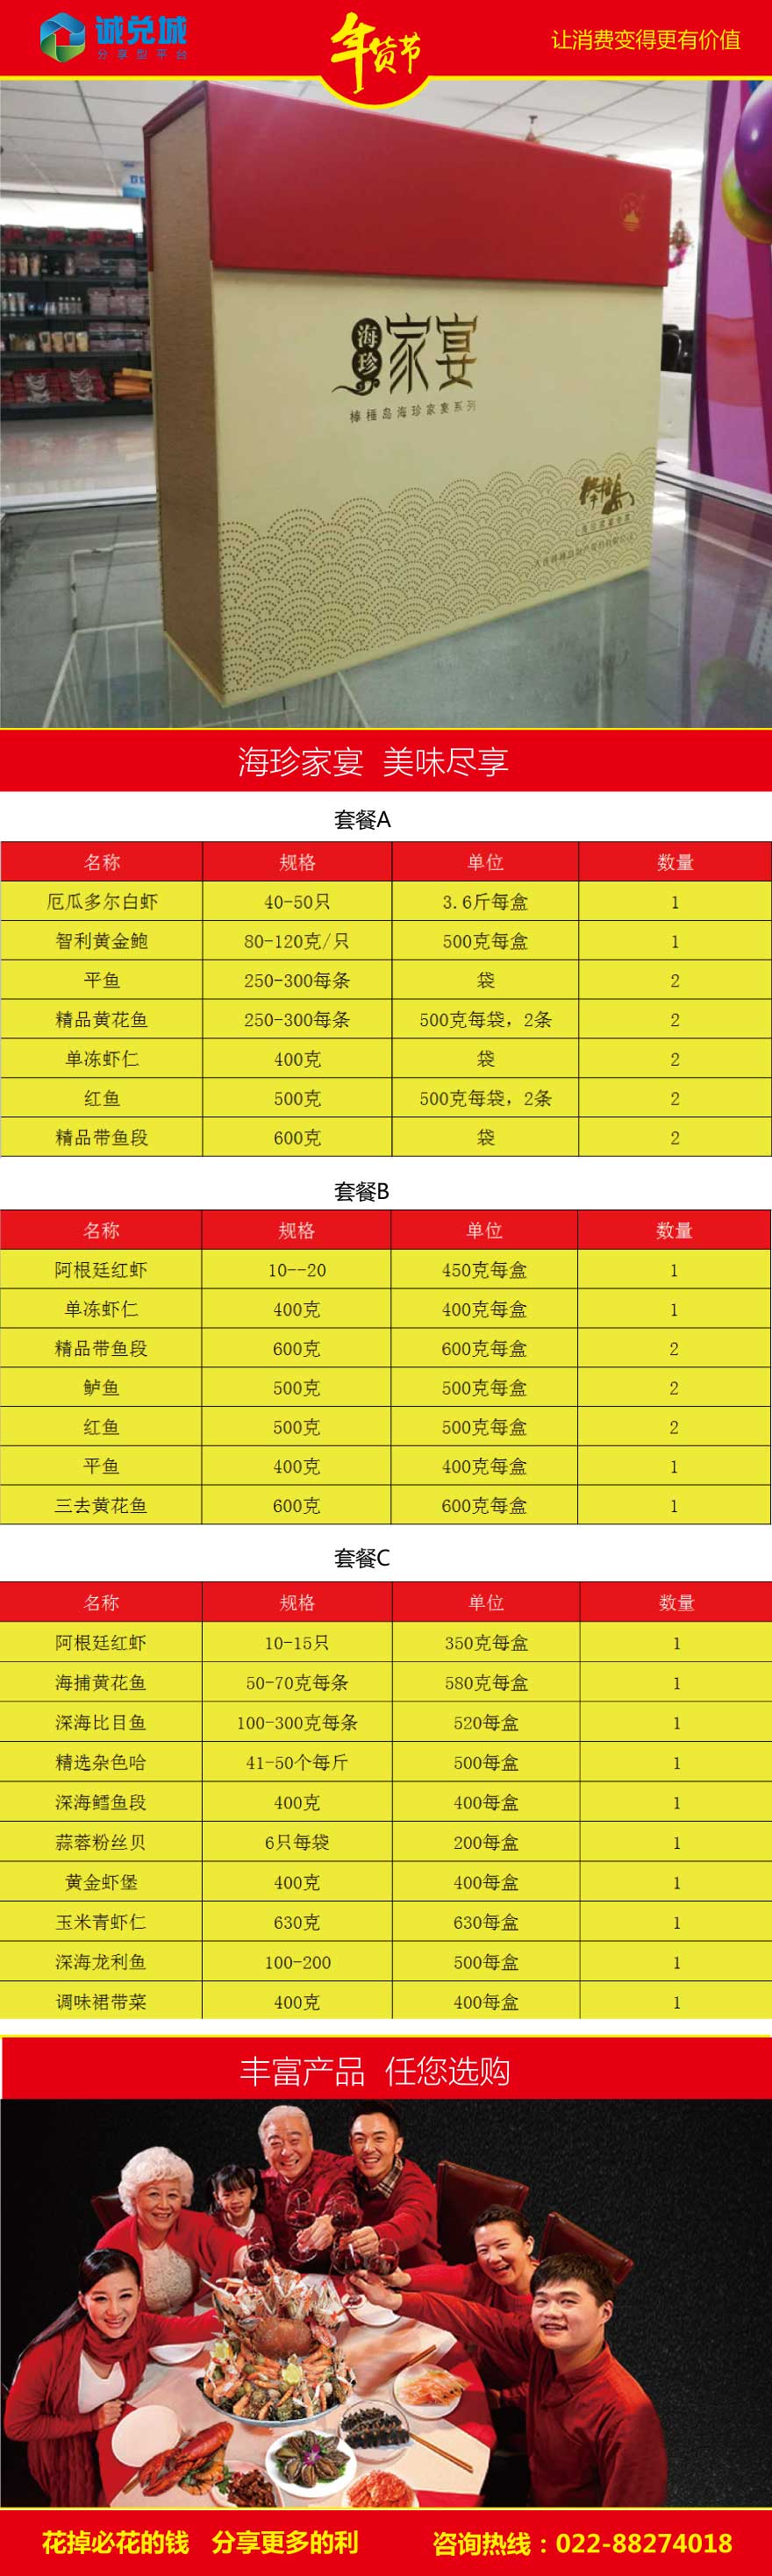 诚兑城
分享型平台
年货节
让消费变得更有价值
海珍
家宴
棒棰岛海珍家宴系列
棒棰岛
海珍家宴 美味尽享
套餐A
名称 规格 单位 数量
厄瓜多尔白虾 40-50只 3.6斤每盒 1
智利黄金鲍 80-120克/只 500克每盒 1
平鱼 250-300每条 袋 2
精品黄花鱼 250-300每条 500克每袋，2条 2
单冻虾仁 400克 袋 2
红鱼 500克 500克每袋，2条 2
精品带鱼段 600克 袋 2
套餐B
名称 规格 单位 数量
阿根廷红虾 10--20 450克每盒 1
单冻虾仁 400克 400克每盒 1
精品带鱼段 600克 600克每盒 2
鲈鱼 500克 500克每盒 2
红鱼 500克 500克每盒 2
平鱼 400克 400克每盒 1
三去黄花鱼 600克 600克每盒 1
套餐C
名称 规格 单位 数量
阿根廷红虾 10-15只 350克每盒 1
海捕黄花鱼 50-70克每条 580克每盒 1
深海比目鱼 100-300克每条 520每盒 1
精选杂色哈 41-50个每斤 500每盒 1
深海鳕鱼段 400克 400每盒 1
蒜蓉粉丝贝 6只每袋 200每盒 1
黄金虾堡 400克 400每盒 1
玉米青虾仁 630克 630每盒 1
深海龙利鱼 100-200 500每盒 1
调味裙带菜 400克 400每盒 1
丰富产品 任您选购
花掉必花的钱 分享更多的利 咨询热线：022-88274018